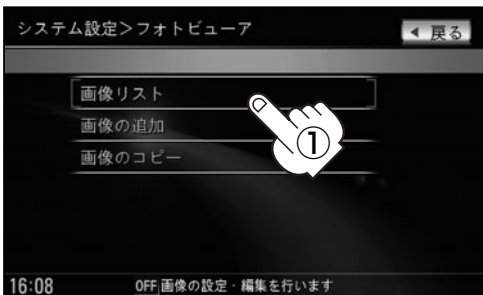 システム設定＞フォトビューア
◀ 戻る
画像リスト
画像の追加
画像のコピー
①
16:08 OFF 画像の設定・編集を行います